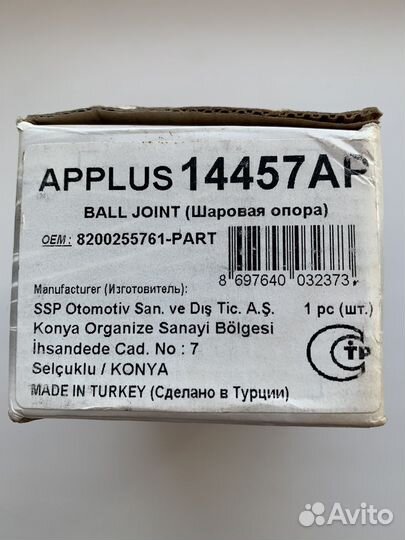 APPLUS 14457AP
BALL JOINT (Шаровая опора)
OEM : 8200255761-PART
8 697640 032373
Manufacturer (Изготовитель):
SSP Otomotiv San. ve Dış Tic. A.Ş. 1 pc (шт.)
Konya Organize Sanayi Bölgesi
İhsandede Cad. No : 7
Selçuklu / KONYA
MADE IN TURKEY (Сделано в Турции)
Avito